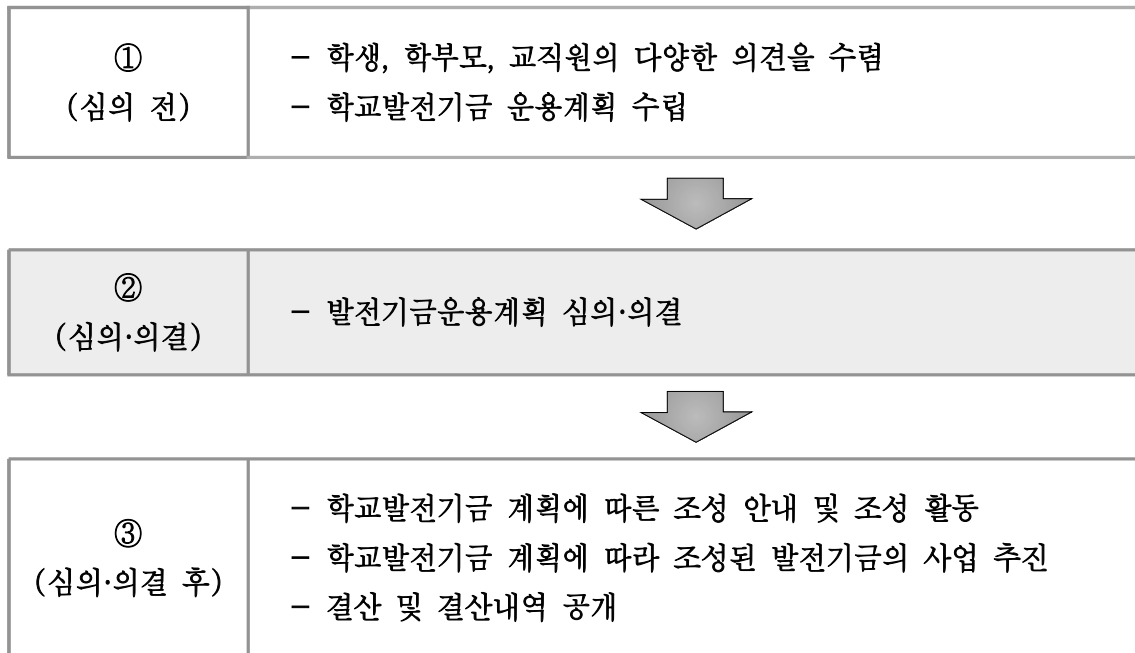 ①
(심의 전)
– 학생, 학부모, 교직원의 다양한 의견을 수렴
– 학교발전기금 운용계획 수립
②
(심의·의결)
– 발전기금운용계획 심의·의결
③
(심의·의결 후)
– 학교발전기금 계획에 따른 조성 안내 및 조성 활동
– 학교발전기금 계획에 따라 조성된 발전기금의 사업 추진
– 결산 및 결산내역 공개